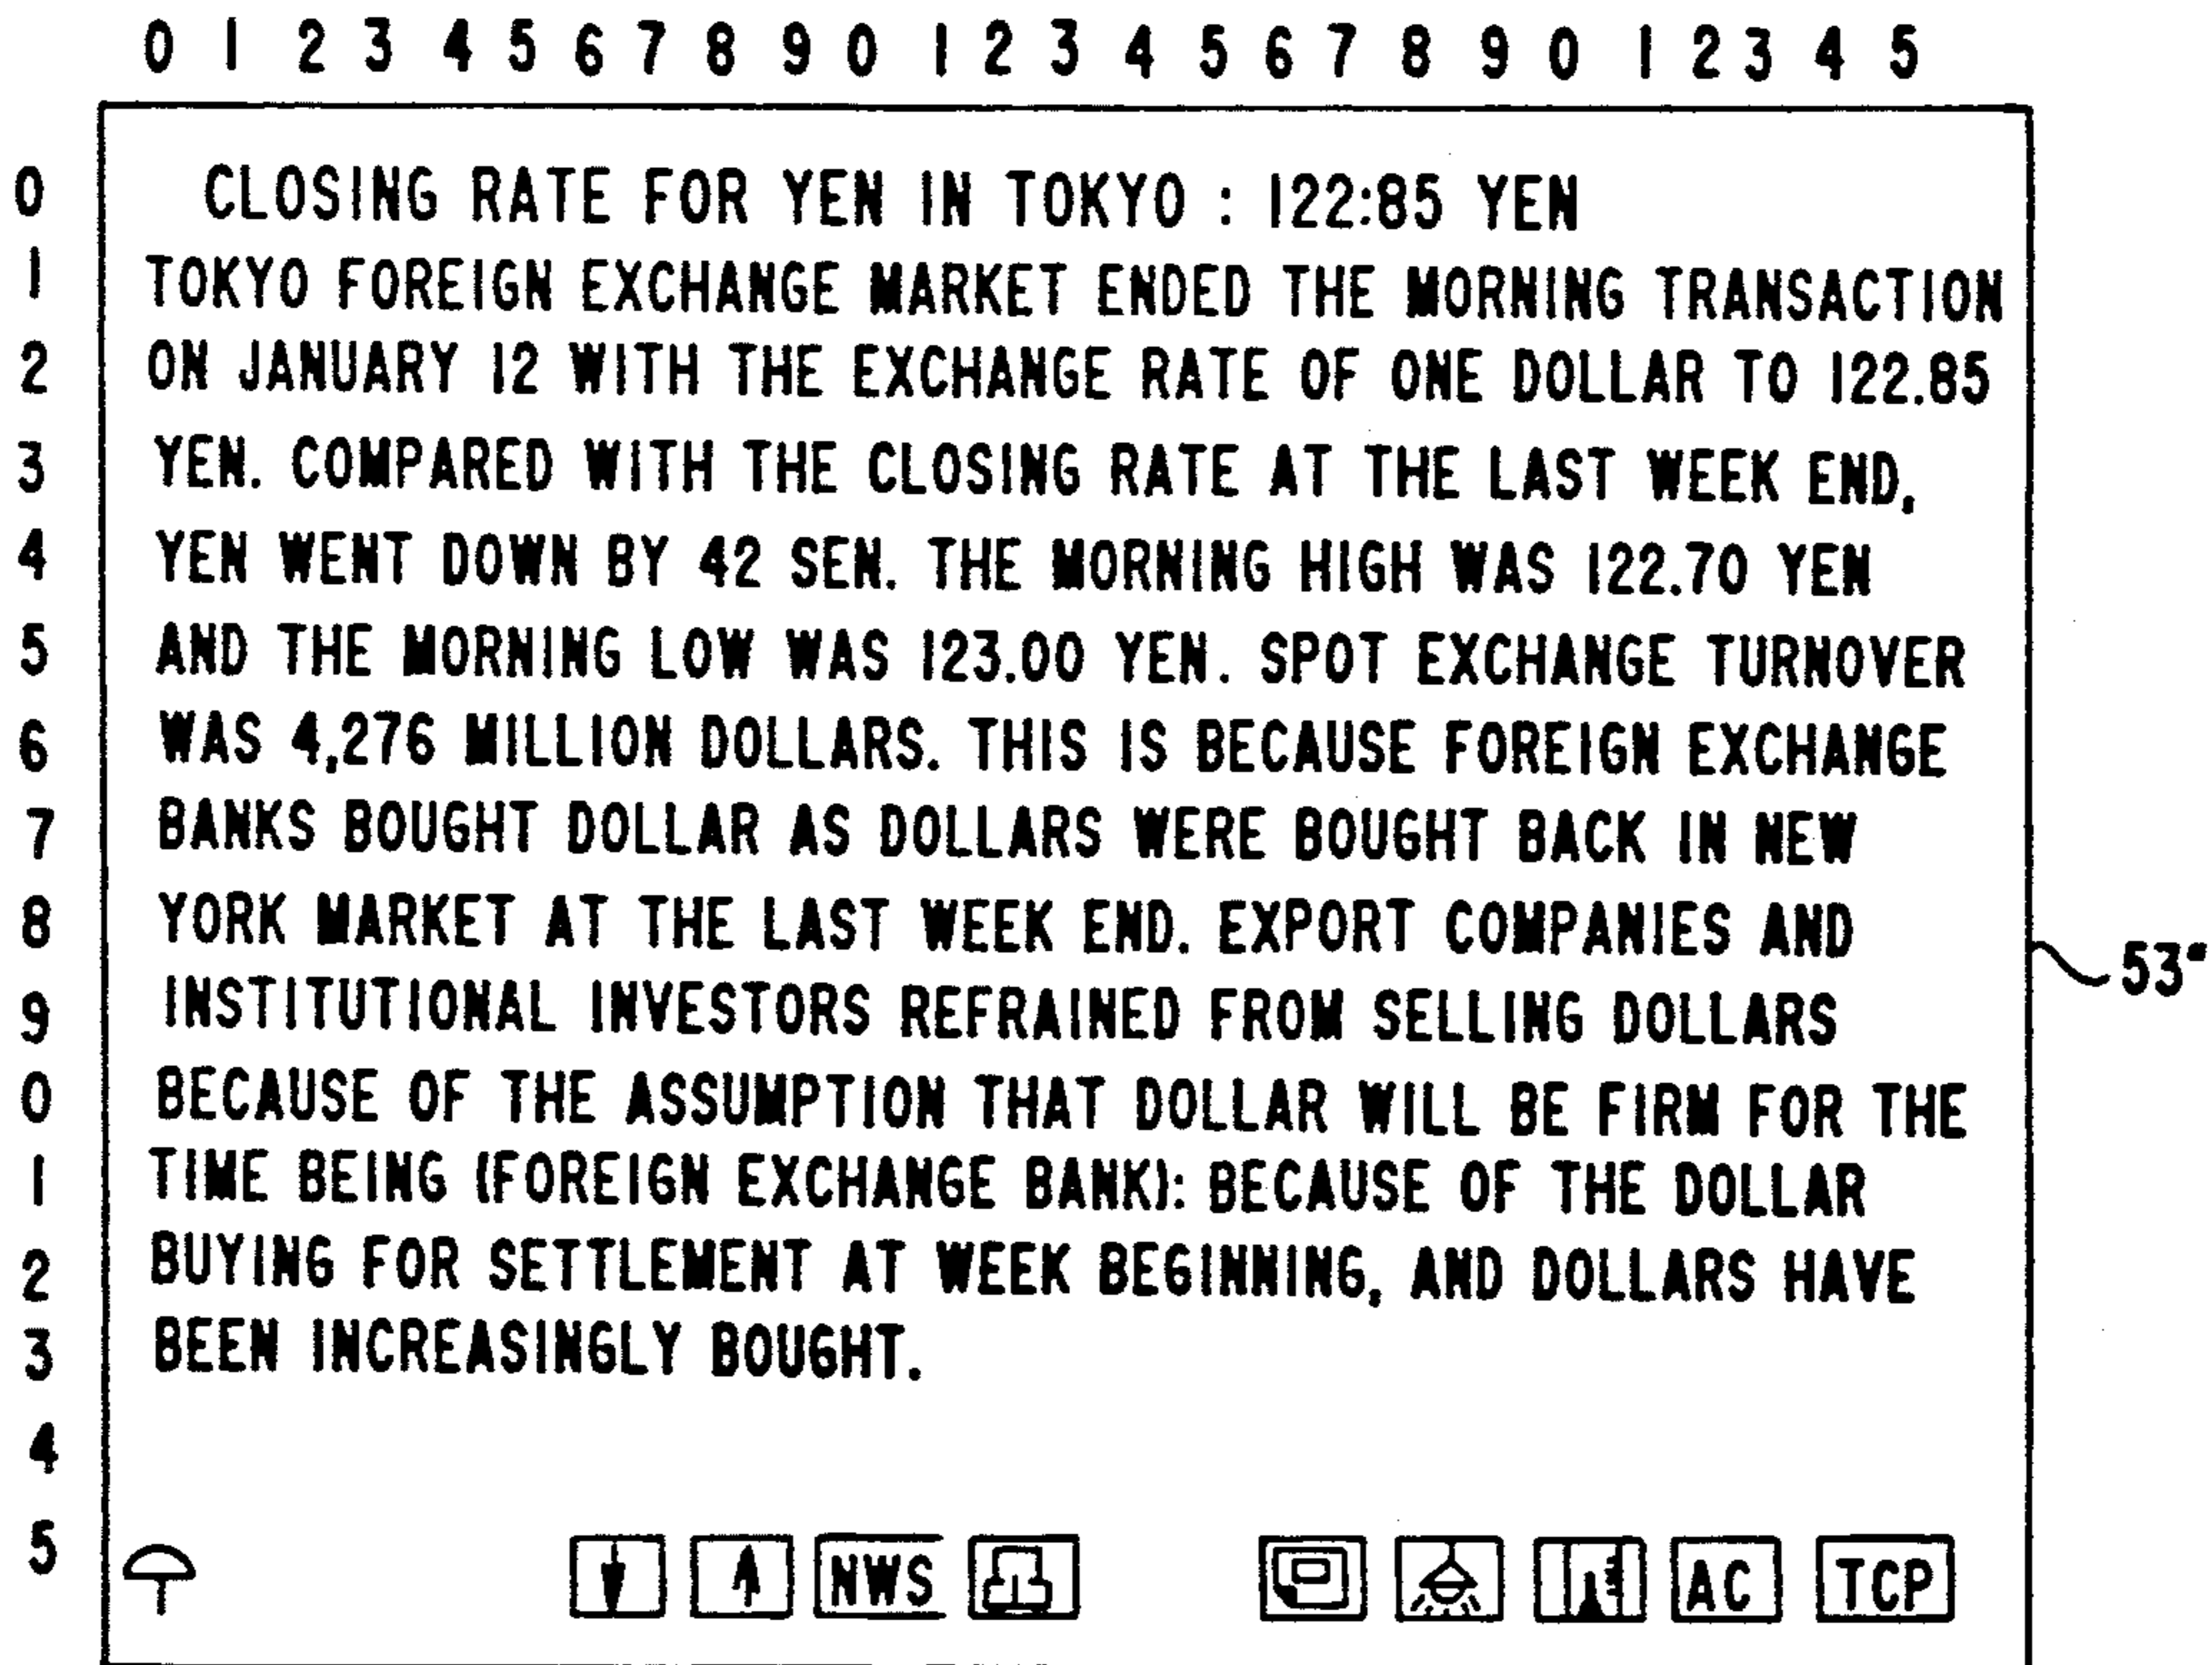 0 1 2 3 4 5 6 7 8 9 0 1 2 3 4 5 6 7 8 9 0 1 2 3 4 5
0 CLOSING RATE FOR YEN IN TOKYO : 122:85 YEN
1 TOKYO FOREIGN EXCHANGE MARKET ENDED THE MORNING TRANSACTION
2 ON JANUARY 12 WITH THE EXCHANGE RATE OF ONE DOLLAR TO 122.85
3 YEN. COMPARED WITH THE CLOSING RATE AT THE LAST WEEK END,
4 YEN WENT DOWN BY 42 SEN. THE MORNING HIGH WAS 122.70 YEN
5 AND THE MORNING LOW WAS 123.00 YEN. SPOT EXCHANGE TURNOVER
6 WAS 4,276 MILLION DOLLARS. THIS IS BECAUSE FOREIGN EXCHANGE
7 BANKS BOUGHT DOLLAR AS DOLLARS WERE BOUGHT BACK IN NEW
8 YORK MARKET AT THE LAST WEEK END. EXPORT COMPANIES AND
53"
9 INSTITUTIONAL INVESTORS REFRAINED FROM SELLING DOLLARS
0 BECAUSE OF THE ASSUMPTION THAT DOLLAR WILL BE FIRM FOR THE
1 TIME BEING (FOREIGN EXCHANGE BANK): BECAUSE OF THE DOLLAR
2 BUYING FOR SETTLEMENT AT WEEK BEGINNING, AND DOLLARS HAVE
3 BEEN INCREASINGLY BOUGHT.
4
5 NWS AC TCP